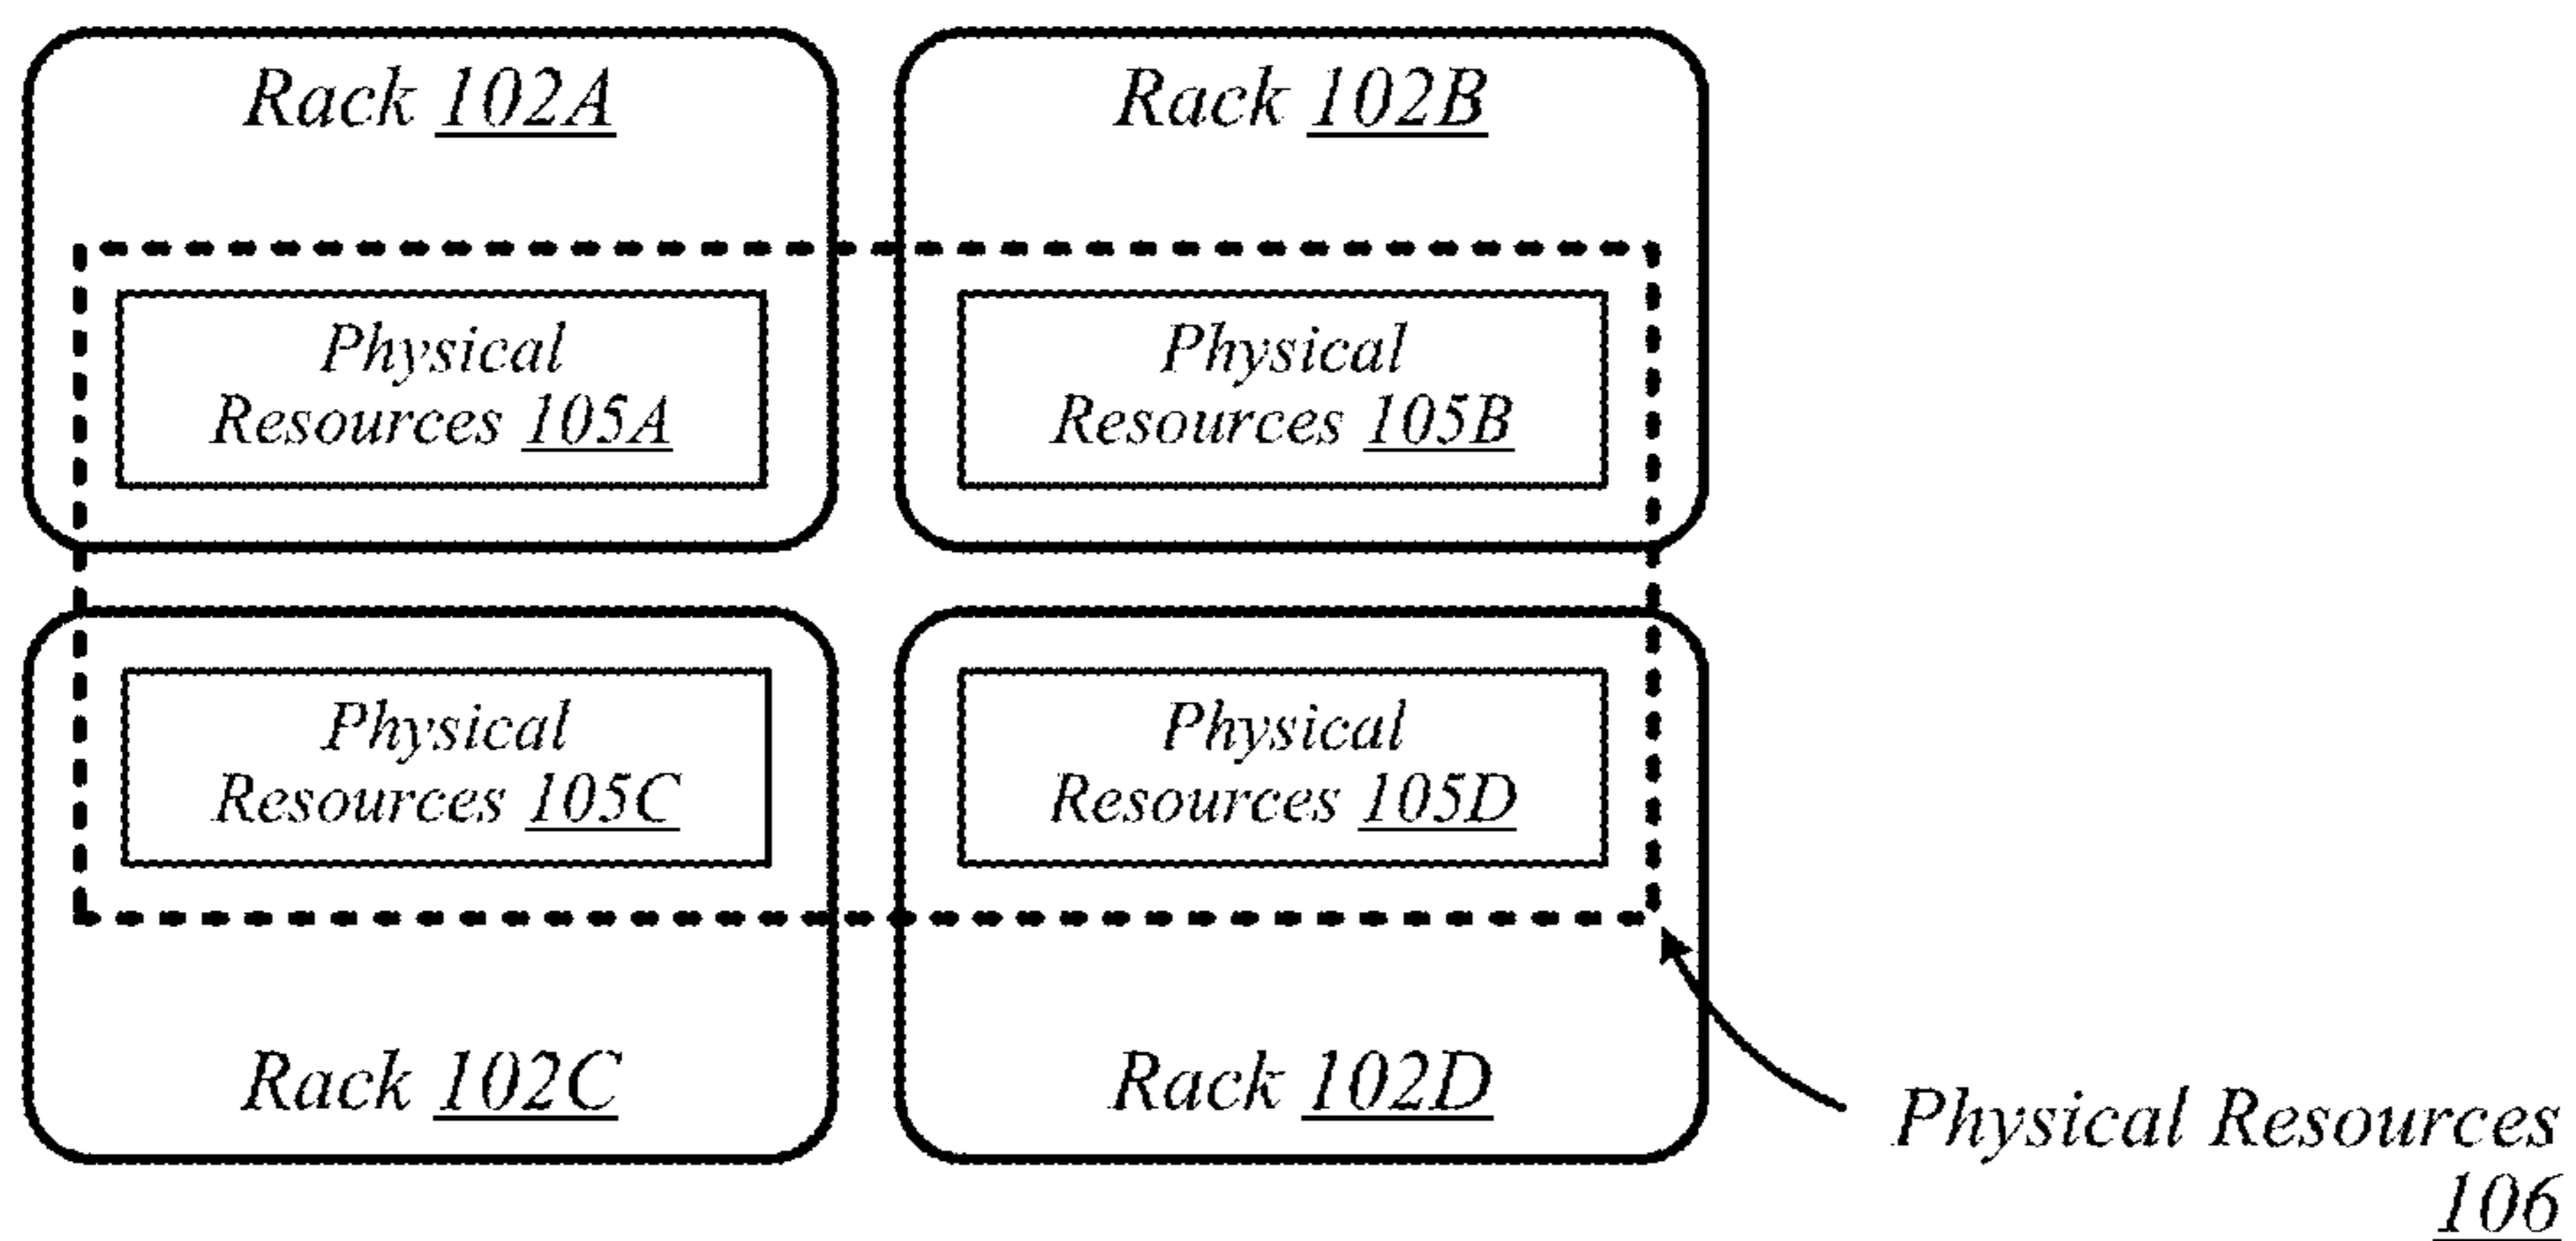 Rack 102A
Rack 102B
Physical
Resources 105A
Physical
Resources 105B
Physical
Resources 105C
Physical
Resources 105D
Rack 102C
Rack 102D
Physical Resources
106